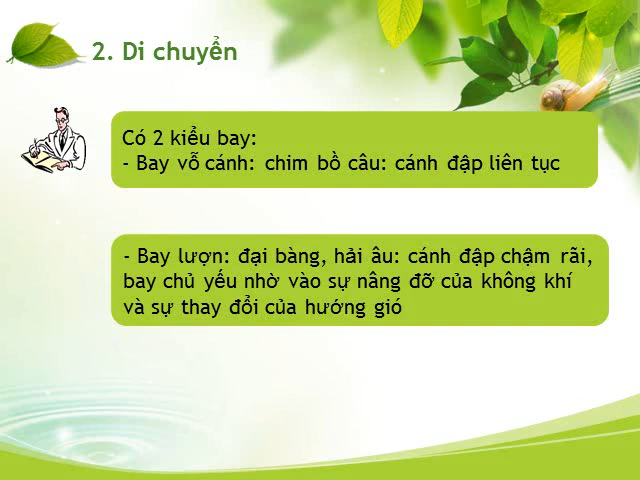 2. Di chuyển
Có 2 kiểu bay:
- Bay vỗ cánh: chim bồ câu: cánh đập liên tục
- Bay lượn: đại bàng, hải âu: cánh đập chậm rãi,
bay chủ yếu nhờ vào sự nâng đỡ của không khí
và sự thay đổi của hướng gió